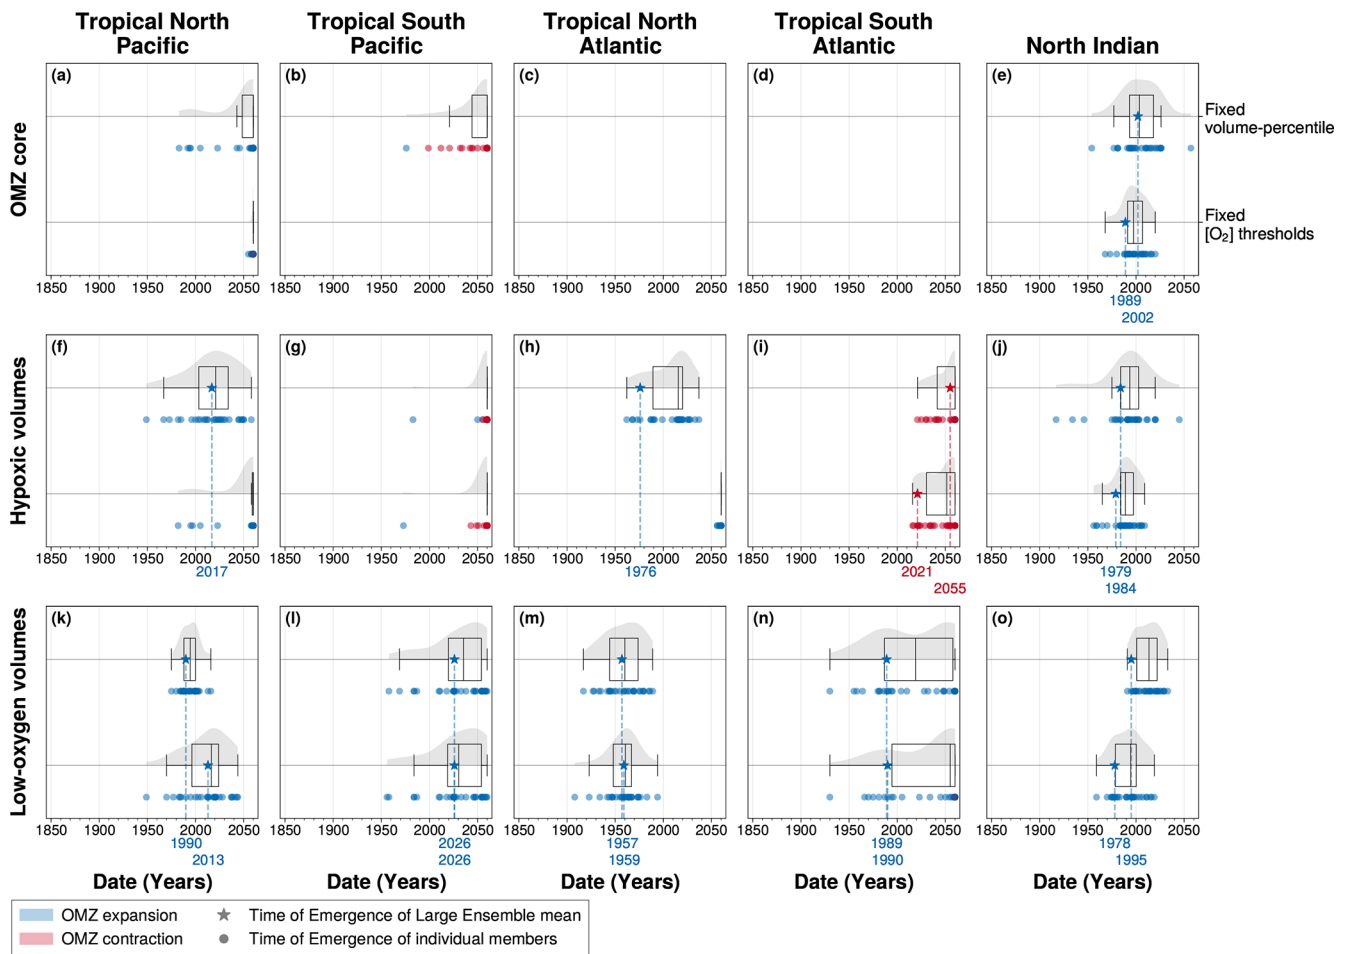 Tropical North
Pacific
Tropical South
Pacific
Tropical North
Atlantic
Tropical South
Atlantic
North Indian
OMZ core
(a)
(b)
(c)
(d)
(e)
Fixed
volume-percentile
Fixed
[O₂] thresholds
1850 1900 1950 2000 2050
1850 1900 1950 2000 2050
1850 1900 1950 2000 2050
1850 1900 1950 2000 2050
1850 1900 1950 2000 2050
1989
2002
Hypoxic volumes
(f)
(g)
(h)
(i)
(j)
1850 1900 1950 2000 2050
1850 1900 1950 2000 2050
1850 1900 1950 2000 2050
1850 1900 1950 2000 2050
1850 1900 1950 2000 2050
2017
1976
2021
2055
1979
1984
Low-oxygen volumes
(k)
(l)
(m)
(n)
(o)
1850 1900 1950 2000 2050
1850 1900 1950 2000 2050
1850 1900 1950 2000 2050
1850 1900 1950 2000 2050
1850 1900 1950 2000 2050
1990
2013
2026
2026
1957
1959
1989
1990
1978
1995
Date (Years)
Date (Years)
Date (Years)
Date (Years)
Date (Years)
OMZ expansion
Time of Emergence of Large Ensemble mean
OMZ contraction
Time of Emergence of individual members